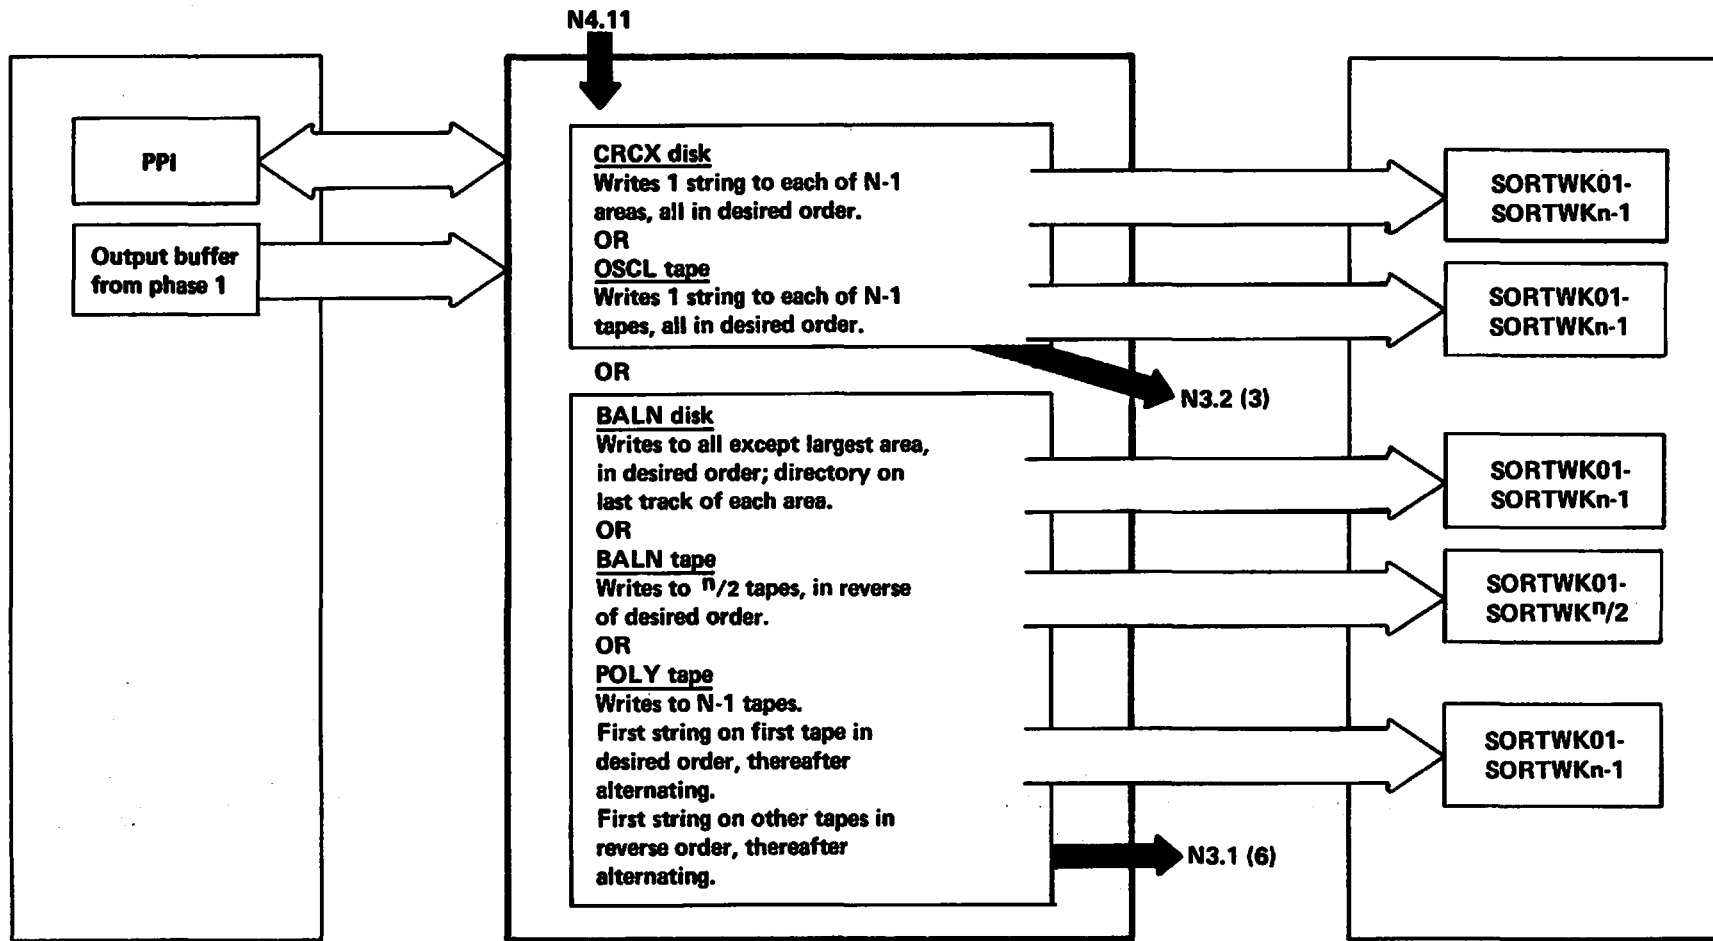 N4.11
PPI
Output buffer
from phase 1
CRCX disk
Writes 1 string to each of N-1
areas, all in desired order.
OR
OSCL tape
Writes 1 string to each of N-1
tapes, all in desired order.
OR
BALN disk
Writes to all except largest area,
in desired order; directory on
last track of each area.
OR
BALN tape
Writes to n/2 tapes, in reverse
of desired order.
OR
POLY tape
Writes to N-1 tapes.
First string on first tape in
desired order, thereafter
alternating.
First string on other tapes in
reverse order, thereafter
alternating.
N3.2 (3)
N3.1 (6)
SORTWK01-
SORTWKn-1
SORTWK01-
SORTWKn-1
SORTWK01-
SORTWKn-1
SORTWK01-
SORTWKn/2
SORTWK01-
SORTWKn-1